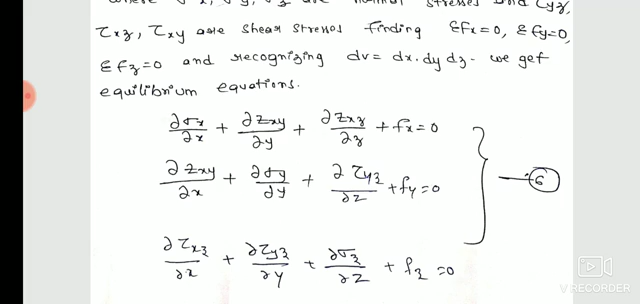 where σx, σy, σz are normal stresses and τyz,
τxz, τxy are shear stresses finding Σfx=0, Σfy=0,
Σfz=0 and recognizing dv = dx.dy dz. we get
equilibrium equations.
∂σx/∂x + ∂τxy/∂y + ∂τxz/∂z + fx=0
∂τxy/∂x + ∂σy/∂y + ∂τyz/∂z + fy=0 —6
∂τxz/∂x + ∂τyz/∂y + ∂σz/∂z + fz=0
V RECORDER